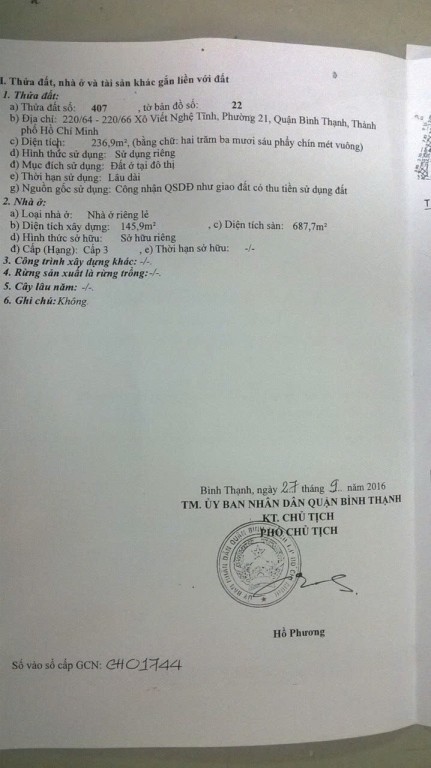 I. Thửa đất, nhà ở và tài sản khác gắn liền với đất
1. Thửa đất:
a) Thửa đất số: 407 , tờ bản đồ số: 22
b) Địa chỉ: 220/64 - 220/66 Xô Viết Nghệ Tĩnh, Phường 21, Quận Bình Thạnh, Thành
phố Hồ Chí Minh
c) Diện tích: 236,9m², (bằng chữ: hai trăm ba mươi sáu phẩy chín mét vuông)
d) Hình thức sử dụng: Sử dụng riêng
đ) Mục đích sử dụng: Đất ở tại đô thị
e) Thời hạn sử dụng: Lâu dài
g) Nguồn gốc sử dụng: Công nhận QSDĐ như giao đất có thu tiền sử dụng đất
2. Nhà ở:
a) Loại nhà ở: Nhà ở riêng lẻ
b) Diện tích xây dựng: 145,9m² , c) Diện tích sàn: 687,7m²
d) Hình thức sở hữu: Sở hữu riêng
đ) Cấp (Hạng): Cấp 3 , e) Thời hạn sở hữu: -/-
3. Công trình xây dựng khác: -/-.
4. Rừng sản xuất là rừng trồng:-/-.
5. Cây lâu năm: -/-.
6. Ghi chú: Không.
Bình Thạnh, ngày 27 tháng 9 năm 2016
TM. ỦY BAN NHÂN DÂN QUẬN BÌNH THẠNH
KT. CHỦ TỊCH
PHÓ CHỦ TỊCH
Hồ Phương
Số vào sổ cấp GCN: CH01744